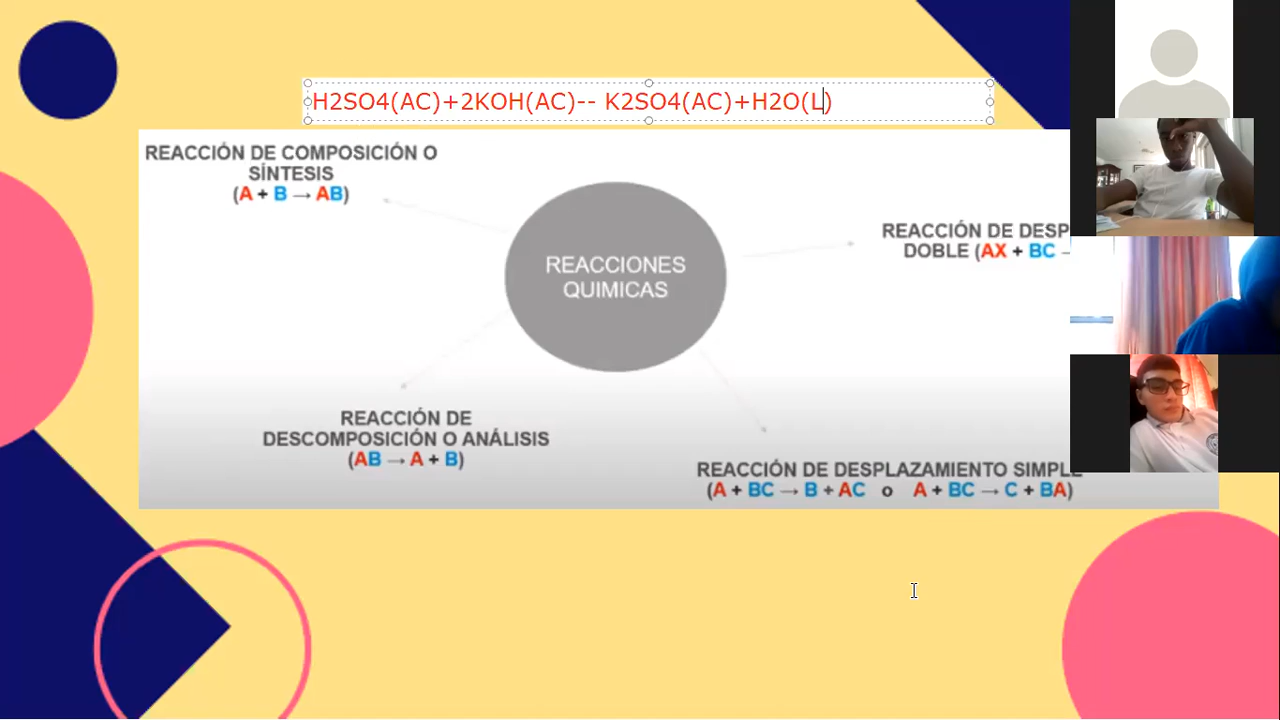 H2SO4(AC)+2KOH(AC)-- K2SO4(AC)+H2O(L)
REACCIÓN DE COMPOSICIÓN O
SÍNTESIS
(A + B → AB)
REACCIONES
QUIMICAS
REACCIÓN DE
DOBLE (AX + BC
REACCIÓN DE
DESCOMPOSICIÓN O ANÁLISIS
(AB → A + B)
REACCIÓN DE DESPLAZAMIENTO SIMPLE
(A + BC → B + AC o A + BC → C + BA)